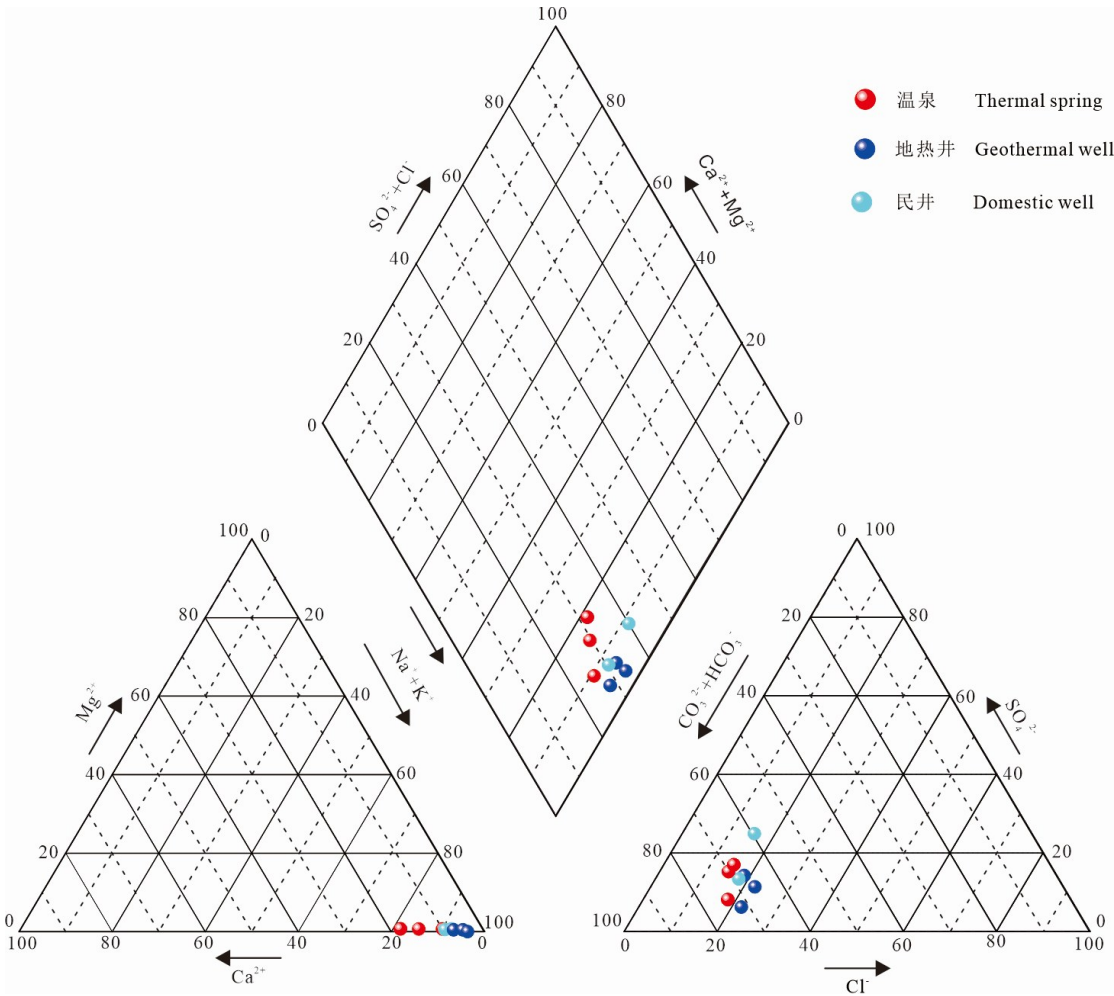 100
80 80
60 60
40 40
20 20
0 0
SO₄²⁻+Cl⁻
Ca²⁺+Mg²⁺
温泉 Thermal spring
地热井 Geothermal well
民井 Domestic well
100 0
80 20
60 40
40 60
20 80
0 100
100 80 60 40 20 0
Mg²⁺
Na⁺+K⁺
Ca²⁺
0 100
20 80
40 60
60 40
80 20
100 0
0 20 40 60 80 100
CO₃²⁻+HCO₃⁻
SO₄²⁻
Cl⁻